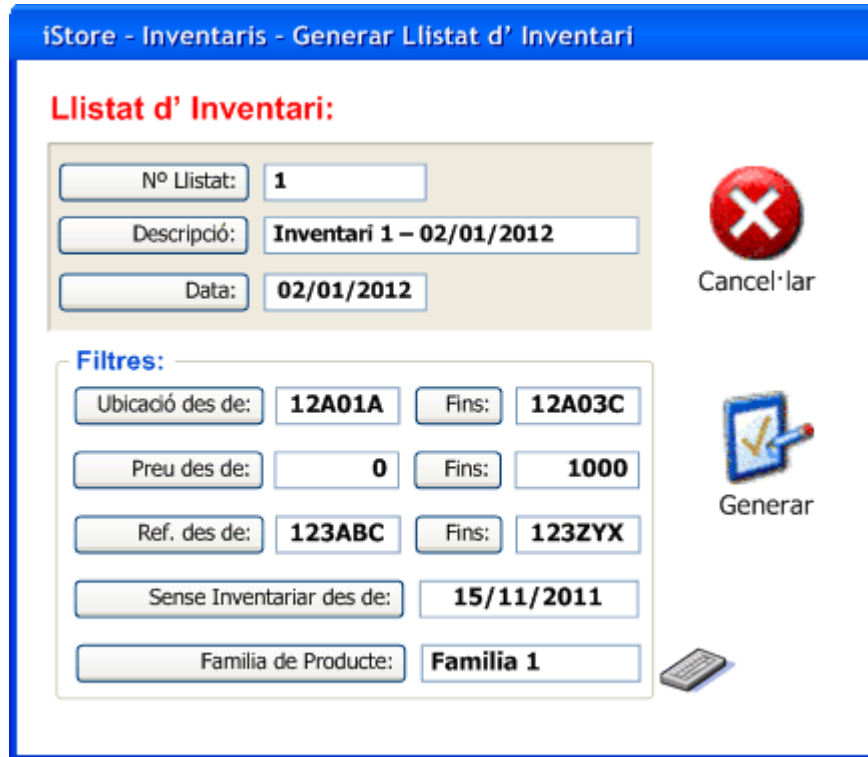 iStore - Inventaris - Generar Llistat d' Inventari
Llistat d' Inventari:
Nº Llistat: 1
Descripció: Inventari 1 – 02/01/2012
Data: 02/01/2012
Cancel·lar
Filtres:
Ubicació des de: 12A01A Fins: 12A03C
Preu des de: 0 Fins: 1000
Generar
Ref. des de: 123ABC Fins: 123ZYX
Sense Inventariar des de: 15/11/2011
Familia de Producte: Familia 1